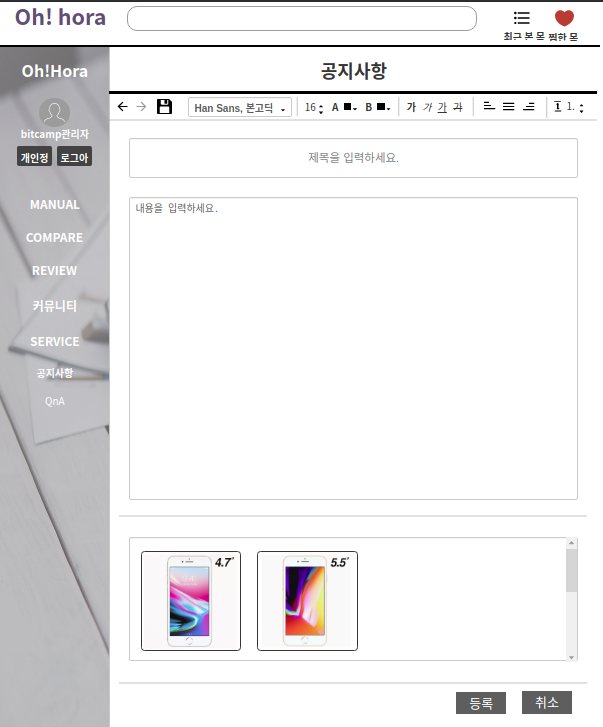 Oh! hora
최근 본 목 찜한 목
Oh!Hora
bitcamp관리자
개인정 로그아
MANUAL
COMPARE
REVIEW
커뮤니티
SERVICE
공지사항
QnA
공지사항
Han Sans, 본고딕 16 A B 가 가 가 가 1.
제목을 입력하세요.
내용을 입력하세요.
4.7" 5.5"
등록 취소